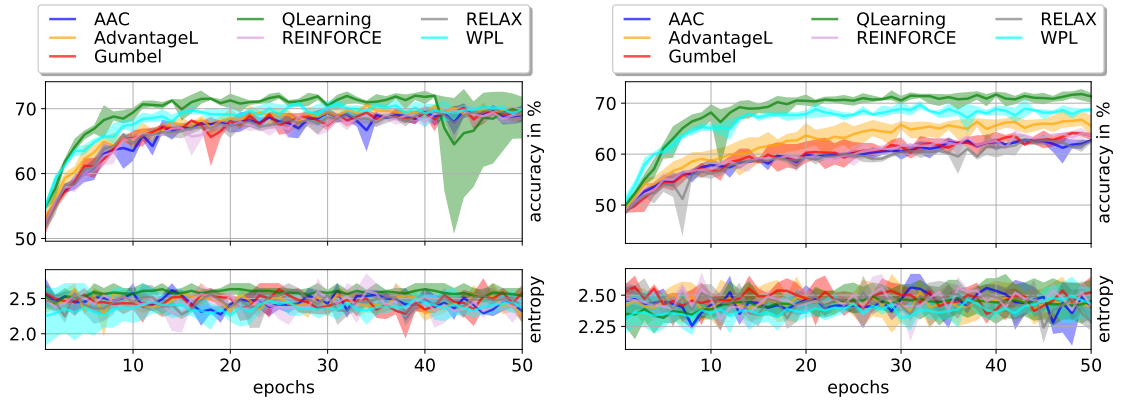 AAC QLearning RELAX
AdvantageL REINFORCE WPL
Gumbel
70
60
50
accuracy in %
2.5
2.0
entropy
10 20 30 40 50
epochs
AAC QLearning RELAX
AdvantageL REINFORCE WPL
Gumbel
70
60
50
accuracy in %
2.50
2.25
entropy
10 20 30 40 50
epochs